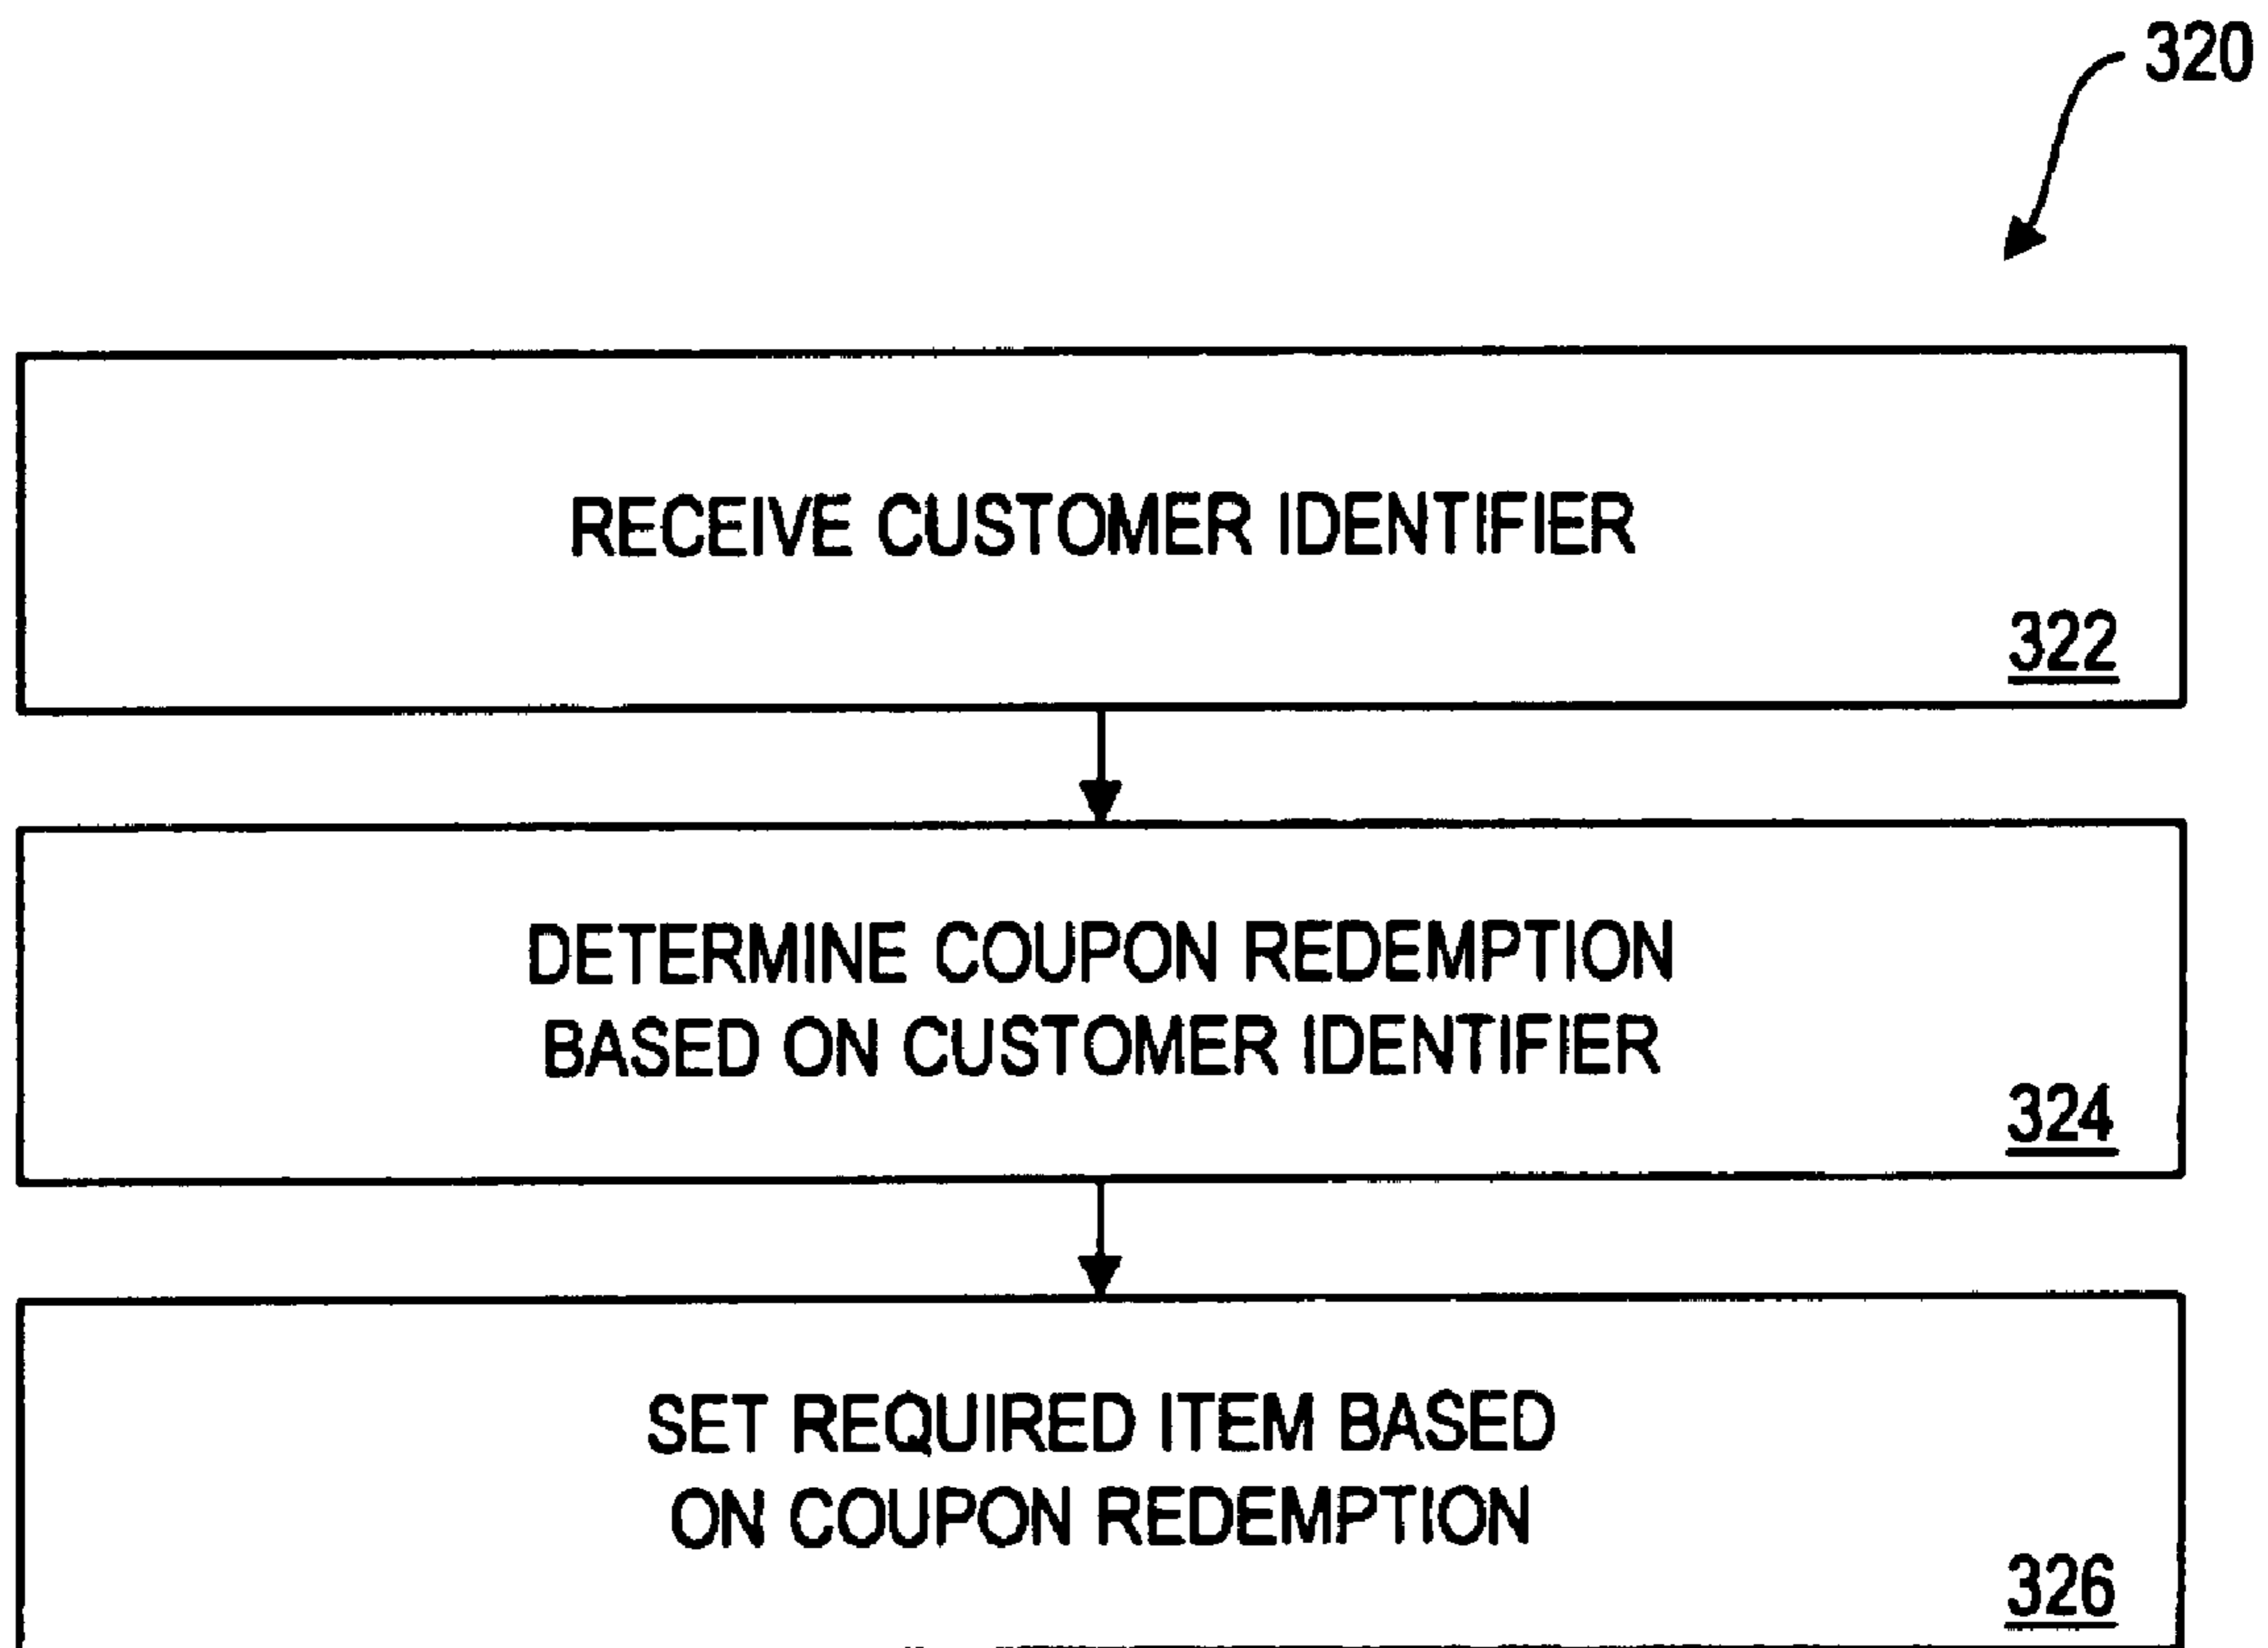 320
RECEIVE CUSTOMER IDENTIFIER
322
DETERMINE COUPON REDEMPTION
BASED ON CUSTOMER IDENTIFIER
324
SET REQUIRED ITEM BASED
ON COUPON REDEMPTION
326